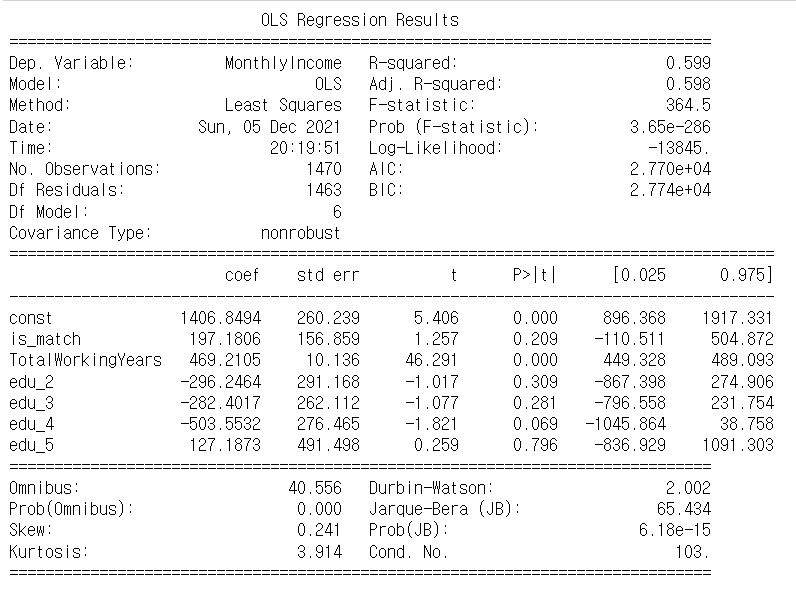 OLS Regression Results
==============================================================================
Dep. Variable: MonthlyIncome R-squared: 0.599
Model: OLS Adj. R-squared: 0.598
Method: Least Squares F-statistic: 364.5
Date: Sun, 05 Dec 2021 Prob (F-statistic): 3.65e-286
Time: 20:19:51 Log-Likelihood: -13845.
No. Observations: 1470 AIC: 2.770e+04
Df Residuals: 1463 BIC: 2.774e+04
Df Model: 6
Covariance Type: nonrobust
=====================================================================================
coef std err t P>|t| [0.025 0.975]
-------------------------------------------------------------------------------------
const 1406.8494 260.239 5.406 0.000 896.368 1917.331
is_match 197.1806 156.859 1.257 0.209 -110.511 504.872
TotalWorkingYears 469.2105 10.136 46.291 0.000 449.328 489.093
edu_2 -296.2464 291.168 -1.017 0.309 -867.398 274.906
edu_3 -282.4017 262.112 -1.077 0.281 -796.558 231.754
edu_4 -503.5532 276.465 -1.821 0.069 -1045.864 38.758
edu_5 127.1873 491.498 0.259 0.796 -836.929 1091.303
==============================================================================
Omnibus: 40.556 Durbin-Watson: 2.002
Prob(Omnibus): 0.000 Jarque-Bera (JB): 65.434
Skew: 0.241 Prob(JB): 6.18e-15
Kurtosis: 3.914 Cond. No. 103.
==============================================================================